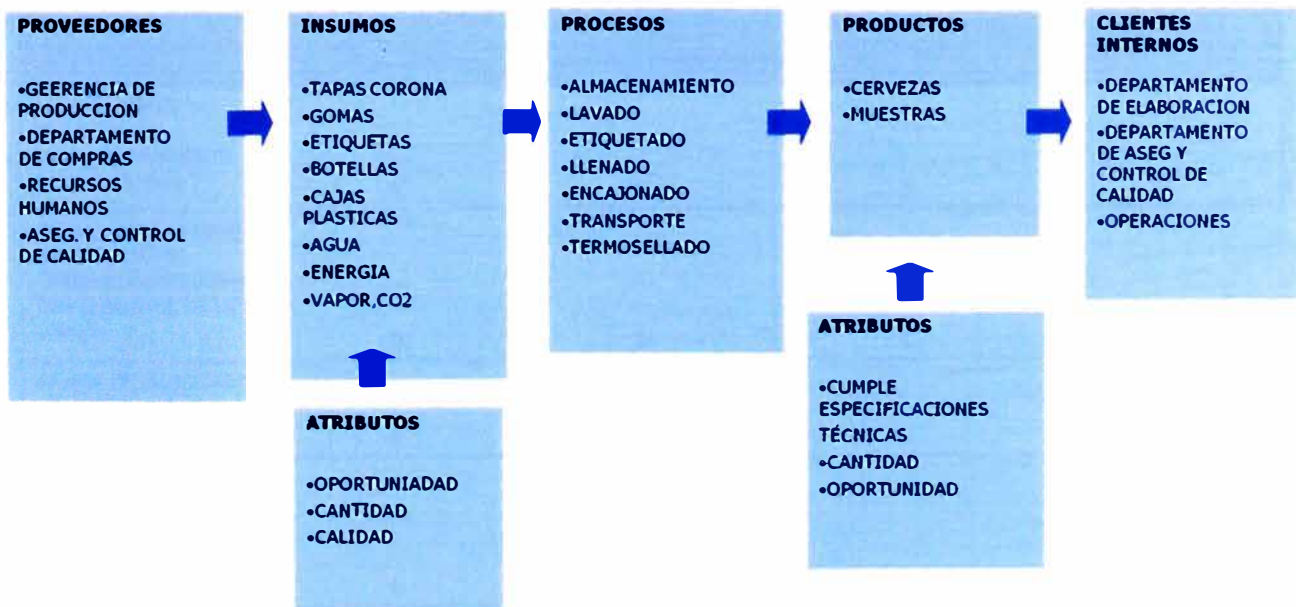 PROVEEDORES
•GEERENCIA DE
PRODUCCION
•DEPARTAMENTO
DE COMPRAS
•RECURSOS
HUMANOS
•ASEG. Y CONTROL
DE CALIDAD
INSUMOS
•TAPAS CORONA
•GOMAS
•ETIQUETAS
•BOTELLAS
•CAJAS
PLASTICAS
•AGUA
•ENERGIA
•VAPOR,CO2
ATRIBUTOS
•OPORTUNIADAD
•CANTIDAD
•CALIDAD
PROCESOS
•ALMACENAMIENTO
•LAVADO
•ETIQUETADO
•LLENADO
•ENCAJONADO
•TRANSPORTE
•TERMOSELLADO
PRODUCTOS
•CERVEZAS
•MUESTRAS
ATRIBUTOS
•CUMPLE
ESPECIFICACIONES
TÉCNICAS
•CANTIDAD
•OPORTUNIDAD
CLIENTES
INTERNOS
•DEPARTAMENTO
DE ELABORACION
•DEPARTAMENTO
DE ASEG Y
CONTROL DE
CALIDAD
•OPERACIONES